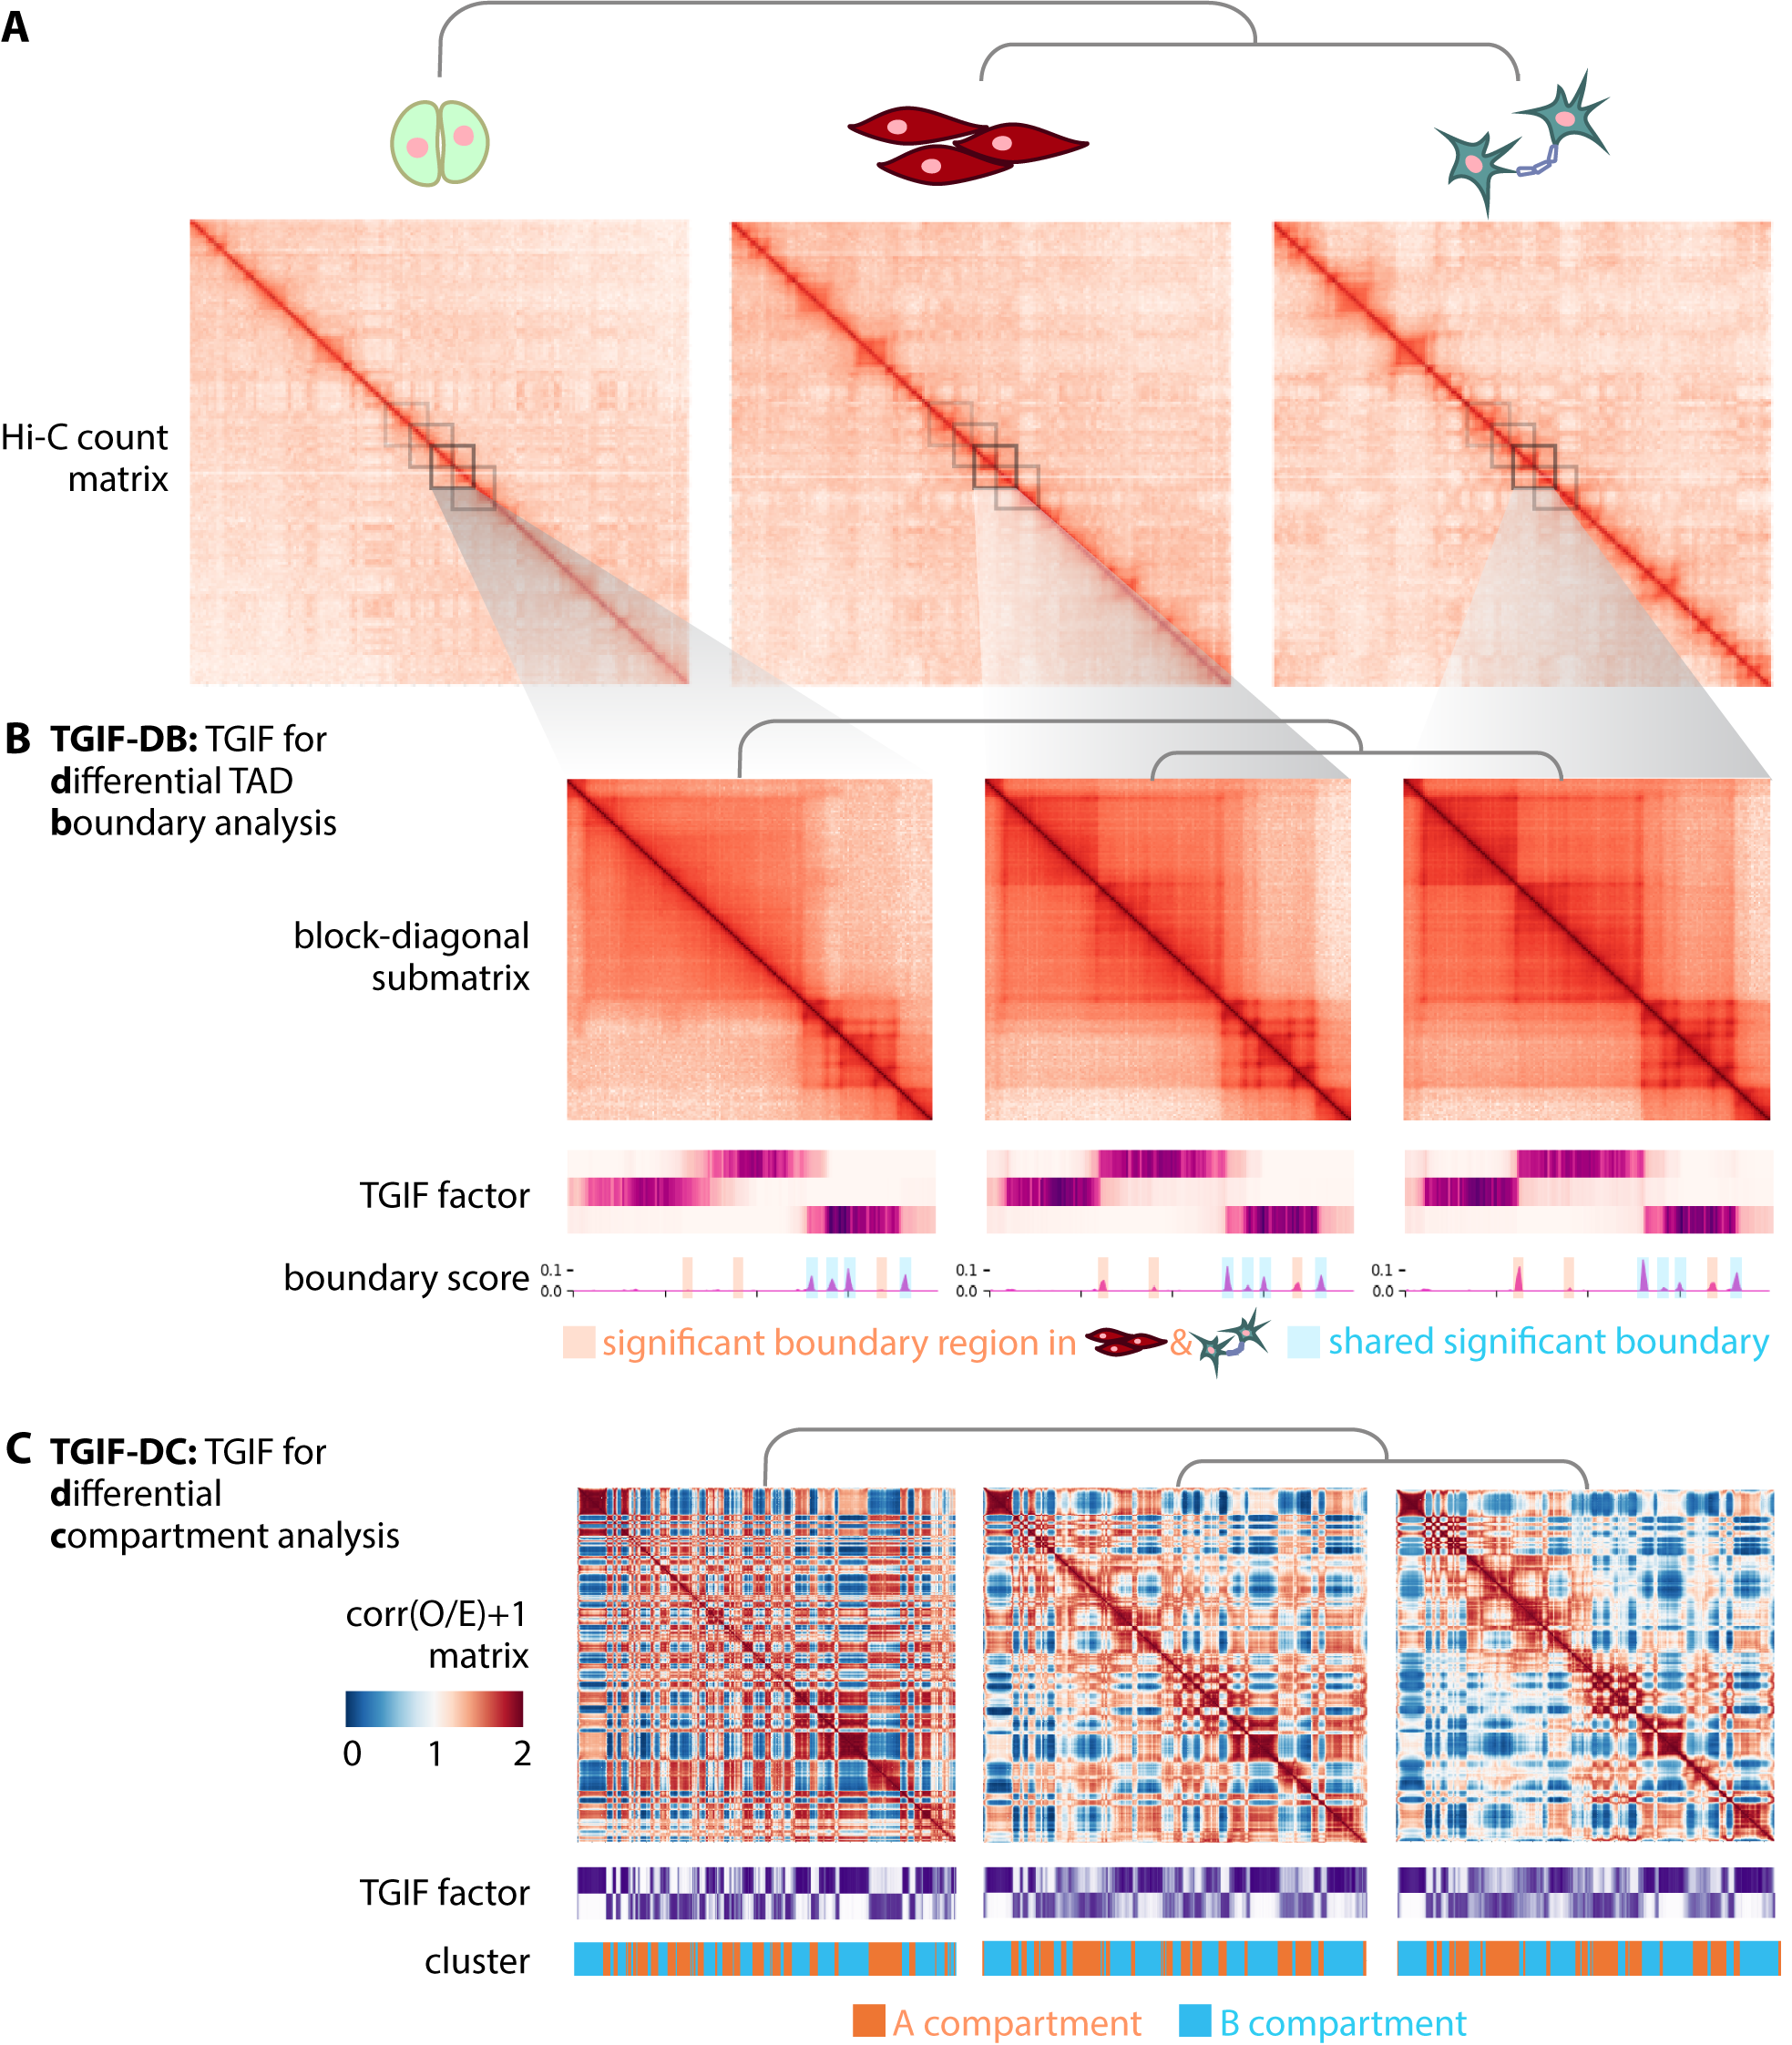 A
Hi-C count
matrix
B TGIF-DB: TGIF for
differential TAD
boundary analysis
block-diagonal
submatrix
TGIF factor
boundary score 0.1 0.1 0.1
0.0 0.0 0.0
significant boundary region in & shared significant boundary
C TGIF-DC: TGIF for
differential
compartment analysis
corr(O/E)+1
matrix
0 1 2
TGIF factor
cluster
A compartment B compartment